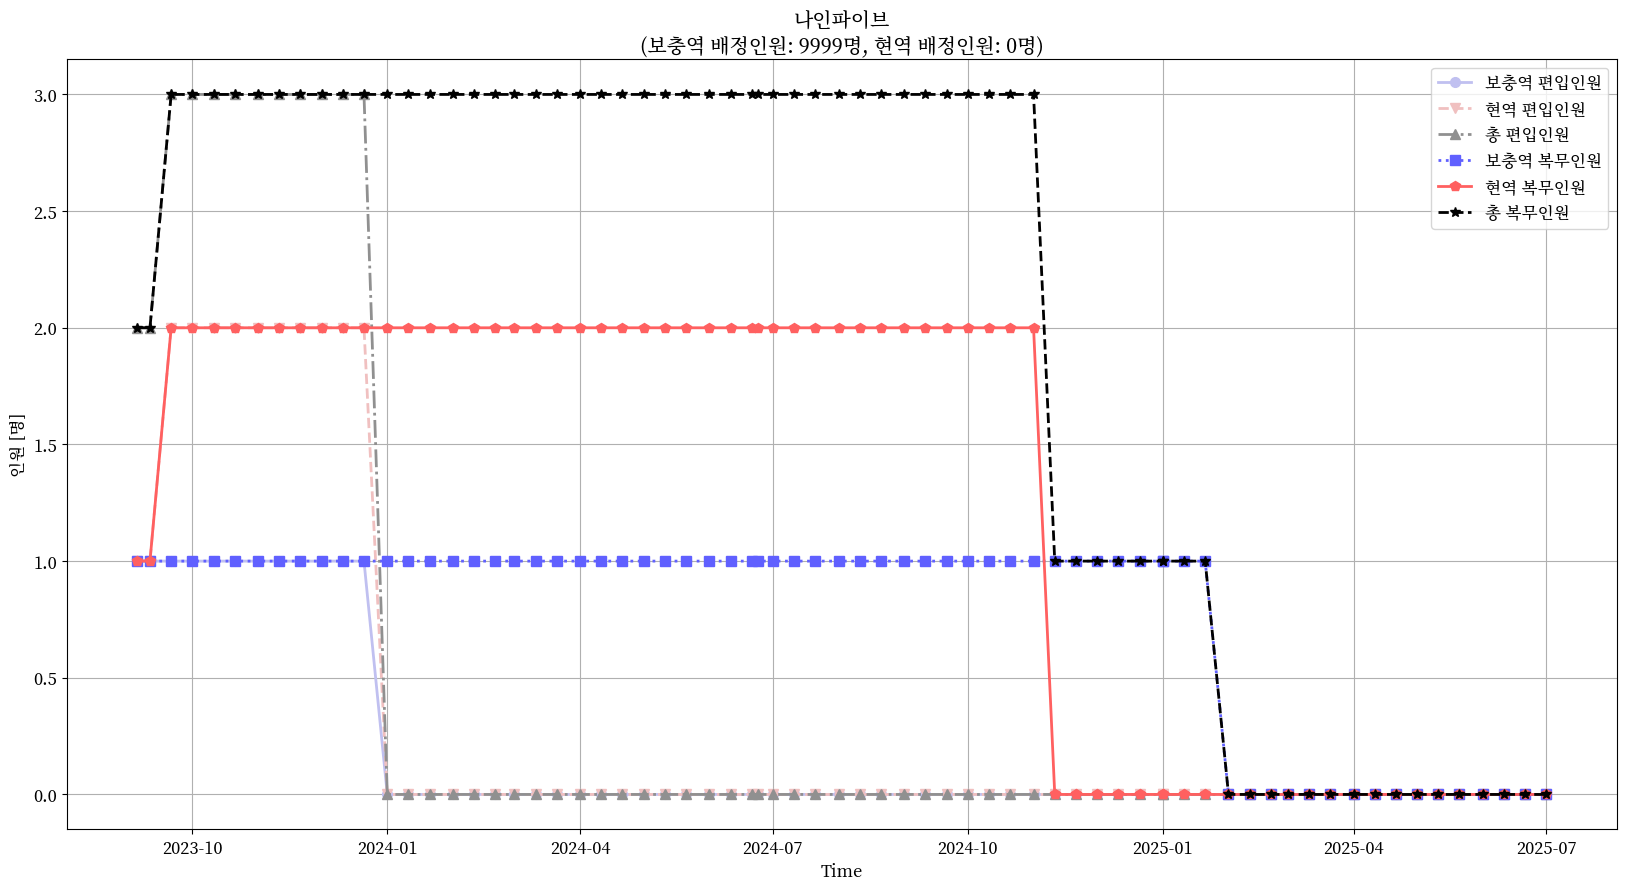 나인파이브
(보충역 배정인원: 9999명, 현역 배정인원: 0명)
보충역 편입인원
현역 편입인원
총 편입인원
보충역 복무인원
현역 복무인원
총 복무인원
3.0
2.5
2.0
1.5
1.0
0.5
0.0
인원 [명]
2023-10
2024-01
2024-04
2024-07
2024-10
2025-01
2025-04
2025-07
Time